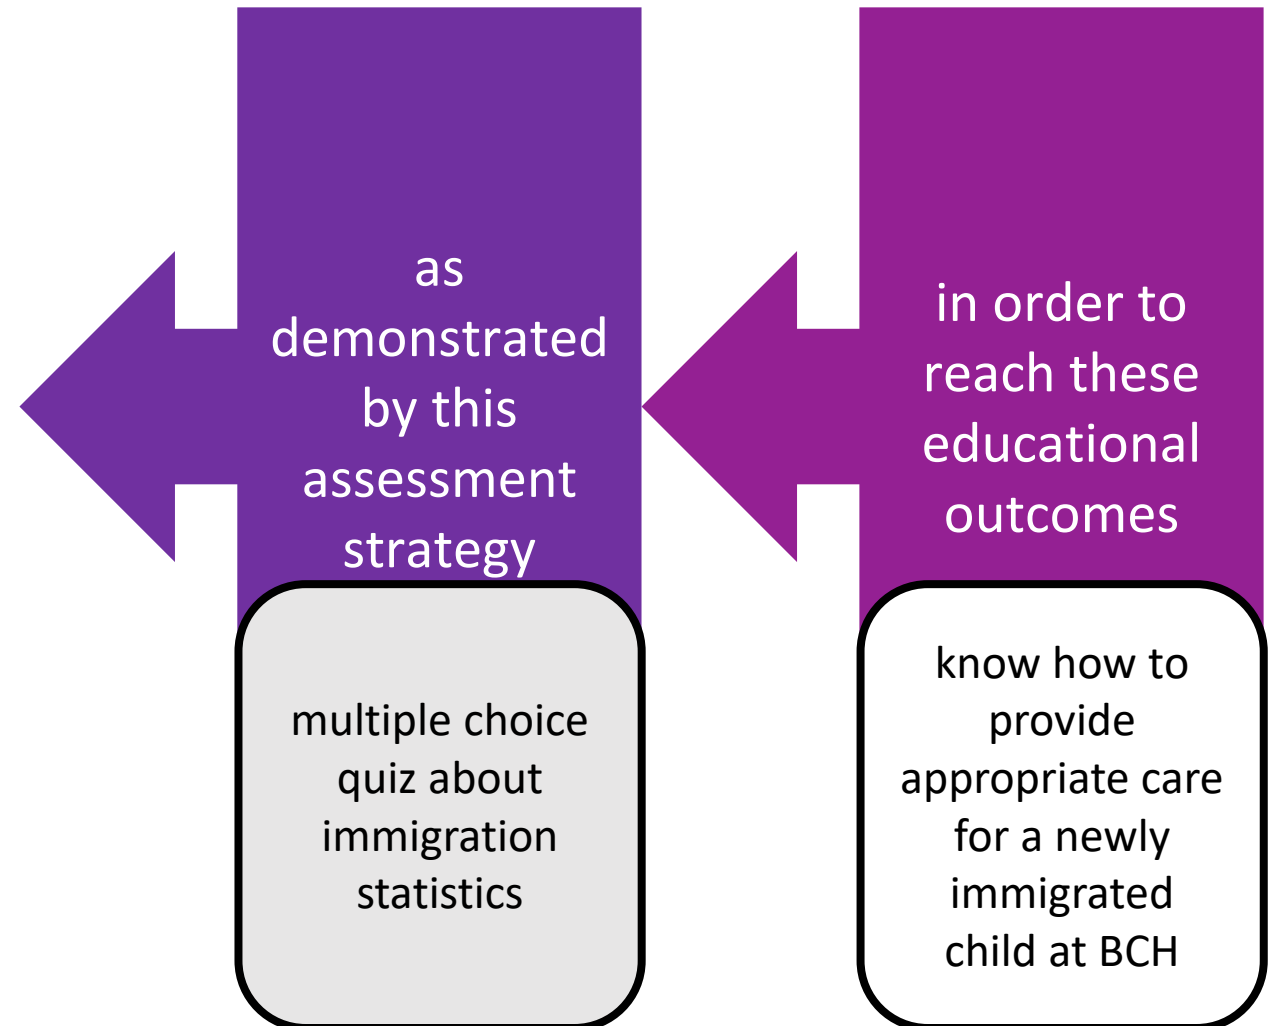 as
demonstrated
by this
assessment
strategy
multiple choice
quiz about
immigration
statistics
in order to
reach these
educational
outcomes
know how to
provide
appropriate care
for a newly
immigrated
child at BCH